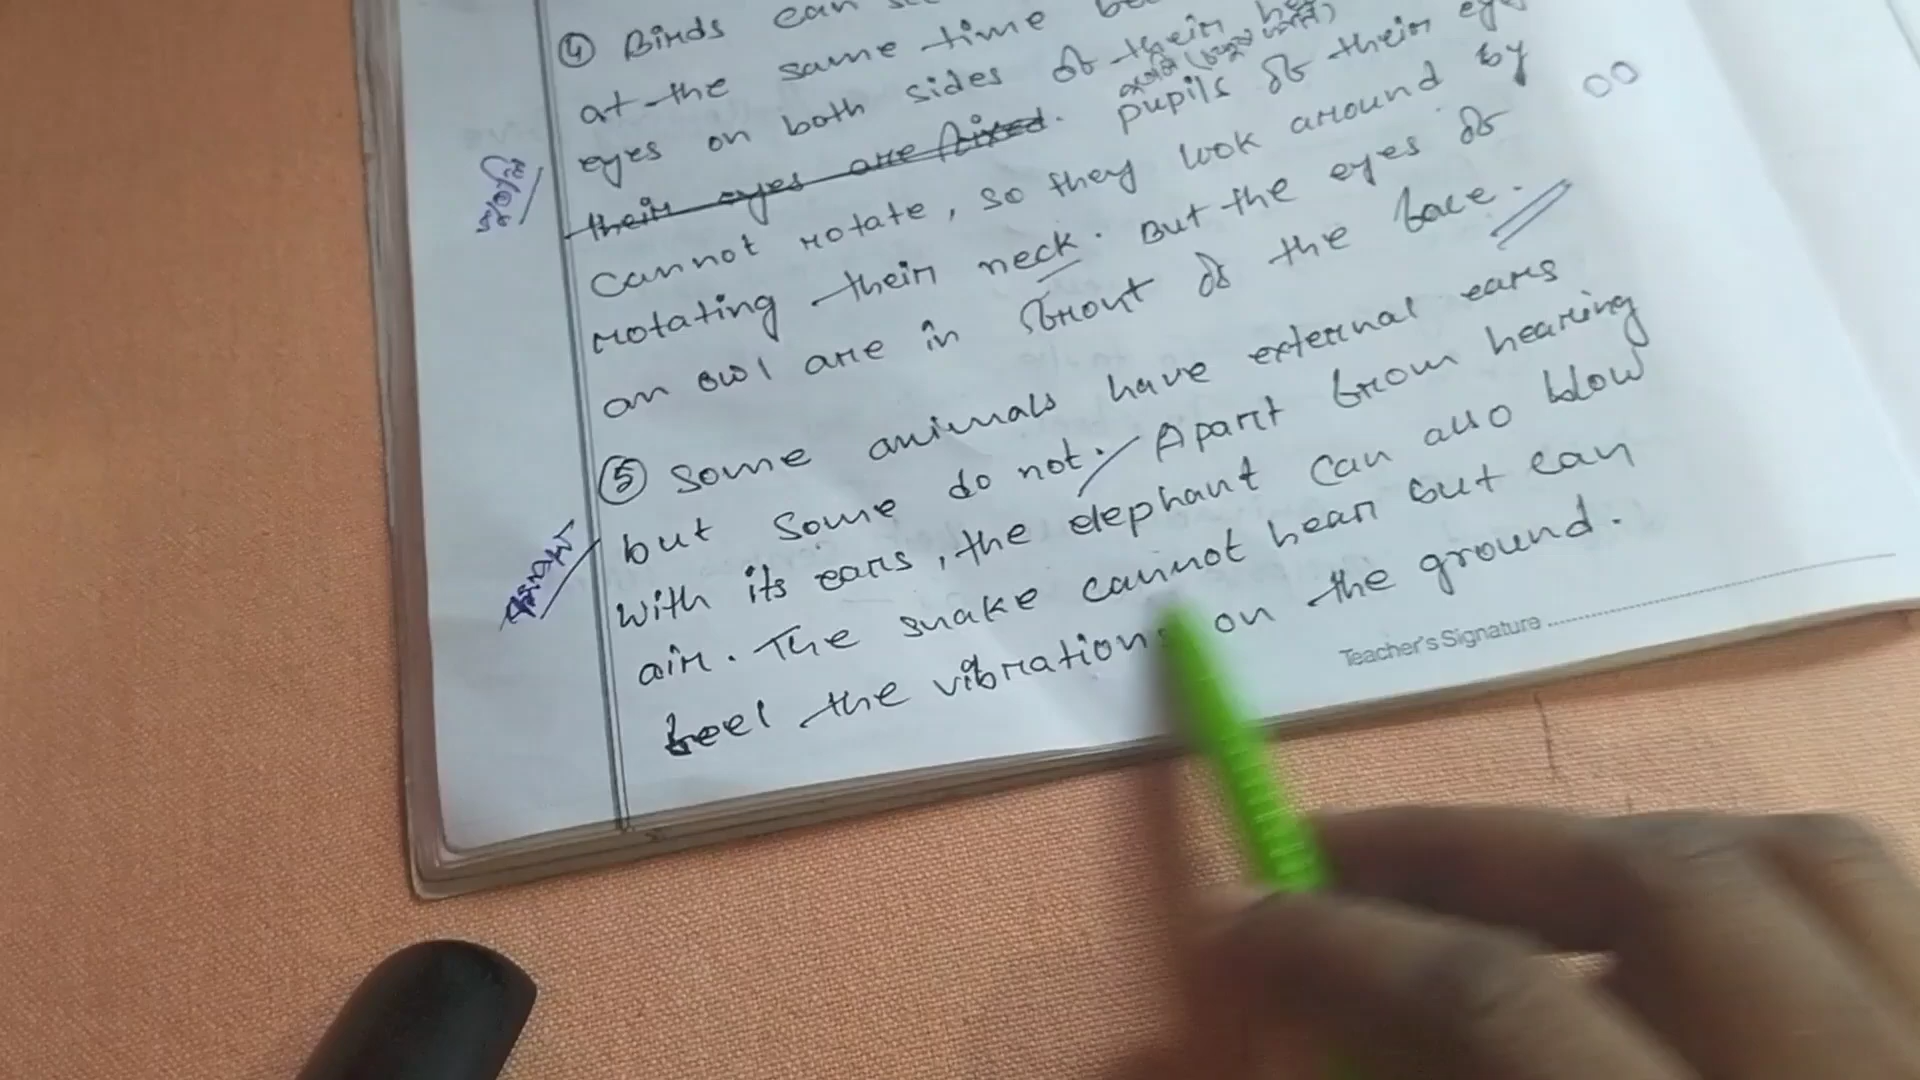 ④ Birds can
at the same time
eyes on both sides of their
their eyes are fixed. pupils of their
cannot rotate, so they look around by
rotating their neck. But the eyes of
an owl are in front of the face.
⑤ Some animals have external ears
but some do not. Apart from hearing
with its ears, the elephant can also blow
air. The snake cannot hear but can
feel the vibrations on the ground.
Teacher's Signature